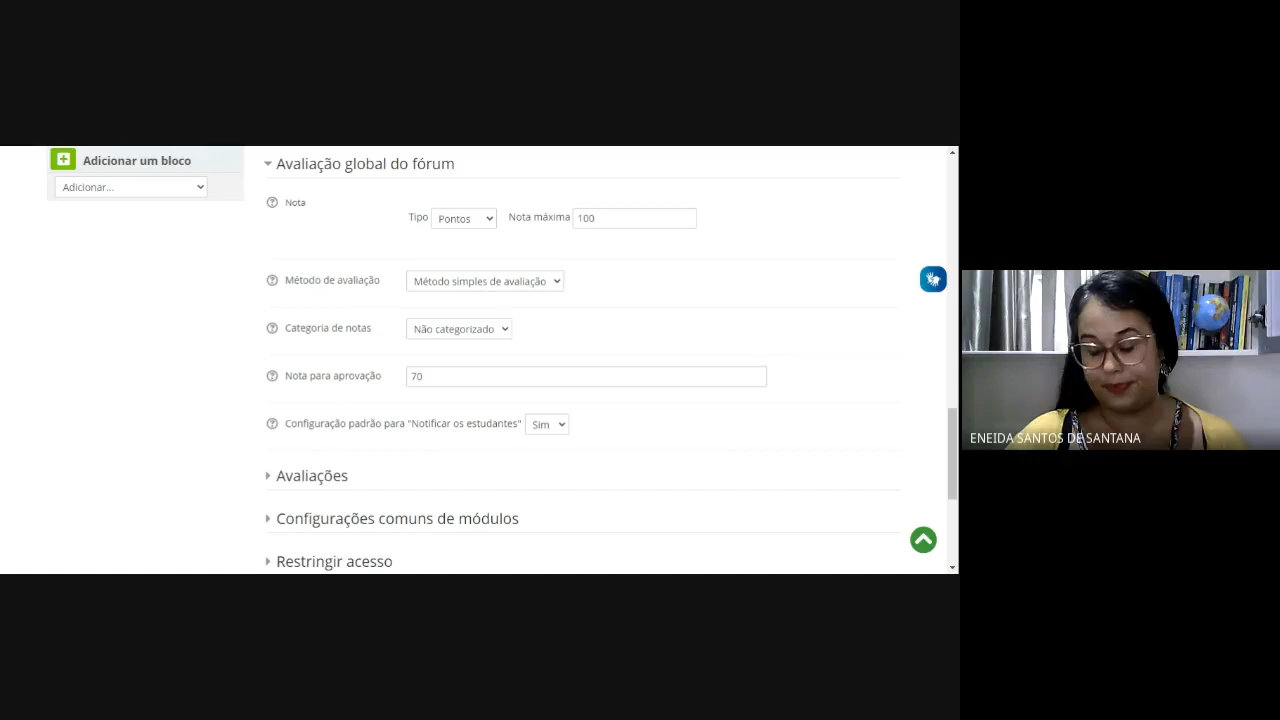 Adicionar um bloco
Adicionar...
Avaliação global do fórum
Nota
Tipo Pontos Nota máxima 100
Método de avaliação Método simples de avaliação
Categoria de notas Não categorizado
Nota para aprovação 70
Configuração padrão para "Notificar os estudantes" Sim
Avaliações
Configurações comuns de módulos
Restringir acesso
ENEIDA SANTOS DE SANTANA